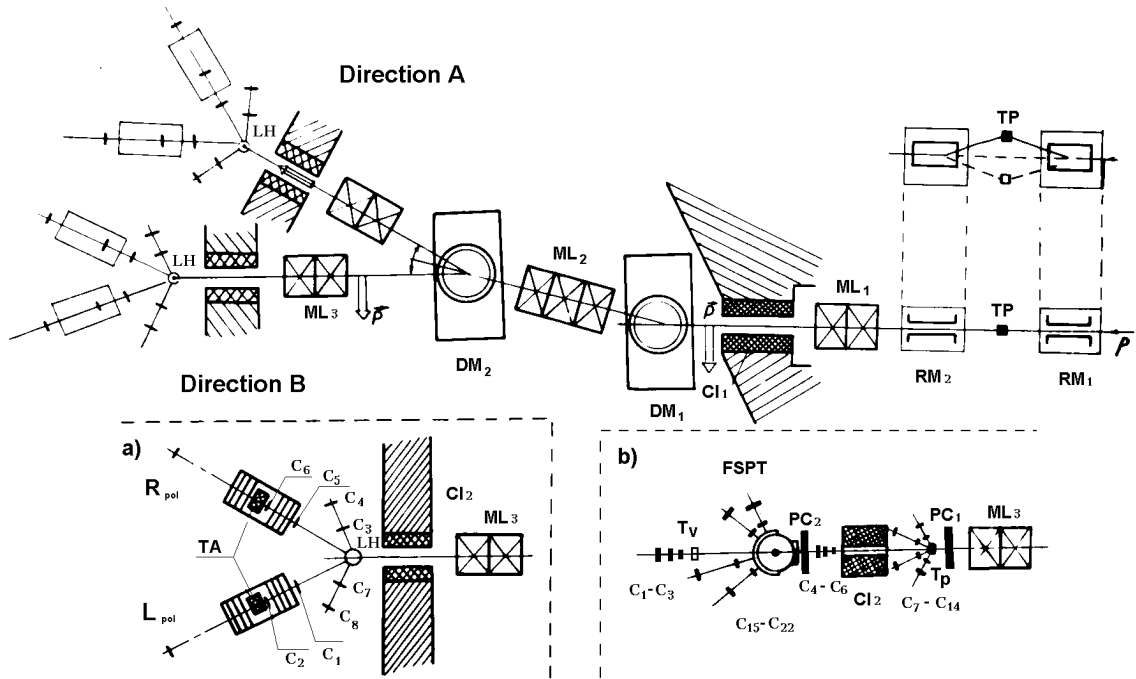 Direction A
TP
LH
ML₂
ML₁
LH
p⃗
TP
ML₃
p⃗
p
DM₂
Cl₁
RM₂
RM₁
Direction B
DM₁
a)
b)
C₆
FSPT
C₅
R pol
C₄
Cl₂
PC₂
PC₁
ML₃
C₃
ML₃
Tᵥ
TA
LH
Tₚ
C₇
C₁-C₃
C₄-C₆
Cl₂
C₇-C₁₄
L pol
C₈
C₁₅-C₂₂
C₂
C₁